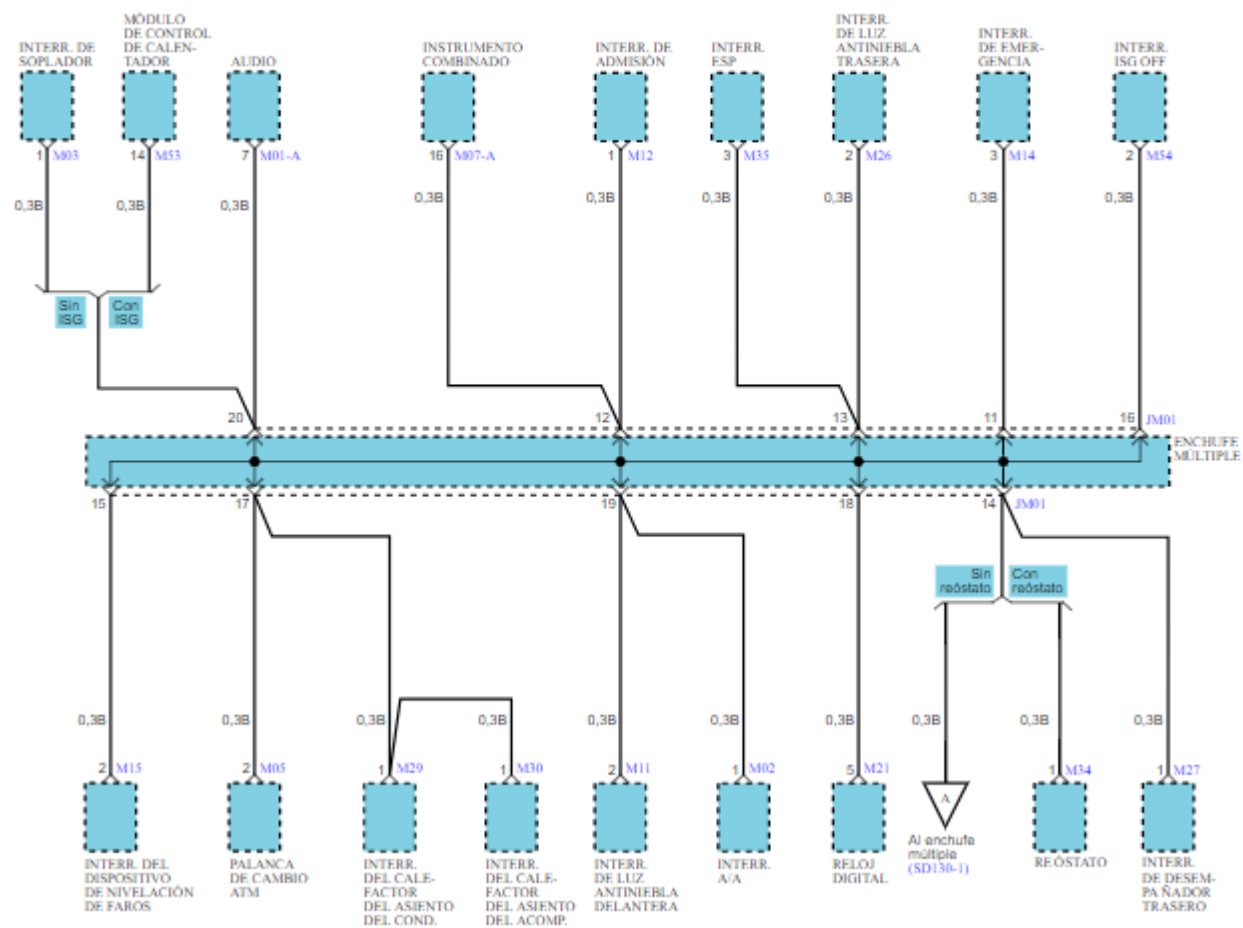 INTERR. DE
SOPLADOR
MÓDULO
DE CONTROL
DE CALEN-
TADOR
AUDIO
INSTRUMENTO
COMBINADO
INTERR. DE
ADMISIÓN
INTERR.
ESP
INTERR.
DE LUZ
ANTINIEBLA
TRASERA
INTERR.
DE EMER-
GENCIA
INTERR.
ISG OFF
1 M03
14 M53
7 M01-A
16 M07-A
1 M12
3 M35
2 M26
3 M14
2 M54
0,3B
0,3B
0,3B
0,3B
0,3B
0,3B
0,3B
0,3B
0,3B
Sin
ISG
Con
ISG
20
12
13
11
16 JM01
ENCHUFE
MÚLTIPLE
15
17
19
18
14 JM01
Sin
reóstato
Con
reóstato
0,3B
0,3B
0,3B
0,3B
0,3B
0,3B
0,3B
0,3B
0,3B
0,3B
2 M15
2 M05
1 M29
1 M30
2 M11
1 M02
5 M21
A
1 M34
1 M27
INTERR. DEL
DISPOSITIVO
DE NIVELACIÓN
DE FAROS
PALANCA
DE CAMBIO
ATM
INTERR.
DEL CALE-
FACTOR
DEL ASIENTO
DEL COND.
INTERR.
DEL CALE-
FACTOR
DEL ASIENTO
DEL ACOMP.
INTERR.
DE LUZ
ANTINIEBLA
DELANTERA
INTERR.
A/A
RELOJ
DIGITAL
Al enchufe
múltiple
(SD130-1)
REÓSTATO
INTERR.
DE DESEM-
PA ÑADOR
TRASERO